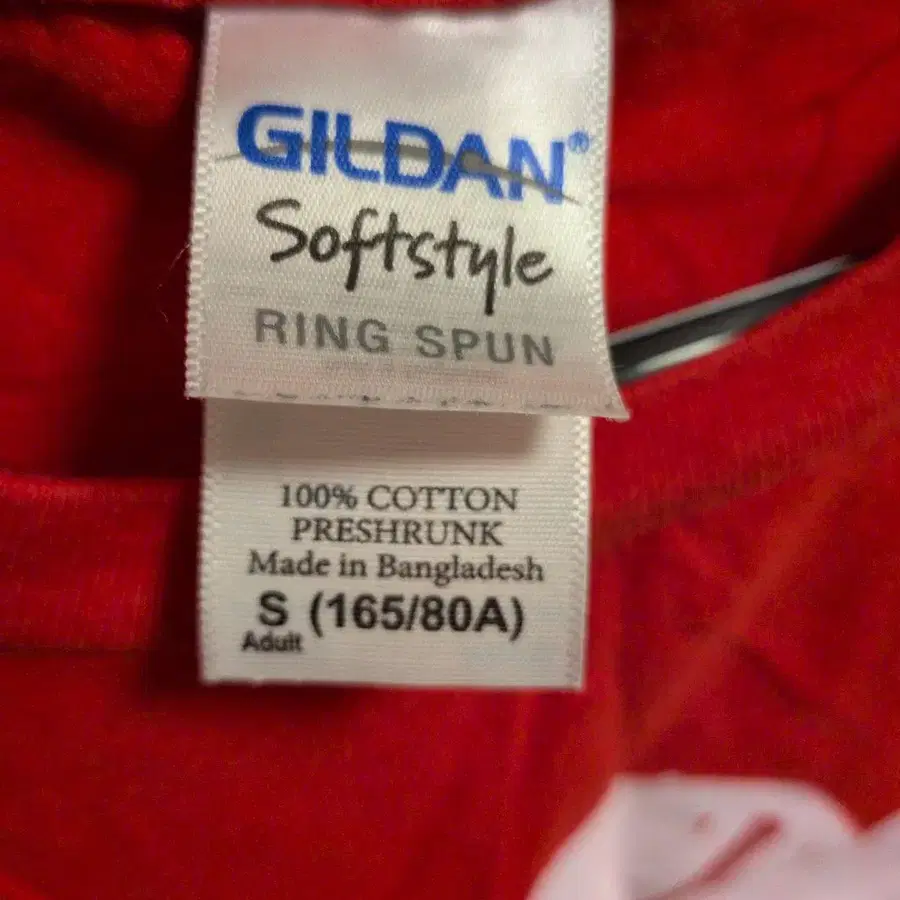 GILDAN®
Softstyle
RING SPUN
100% COTTON
PRESHRUNK
Made in Bangladesh
S (165/80A)
Adult